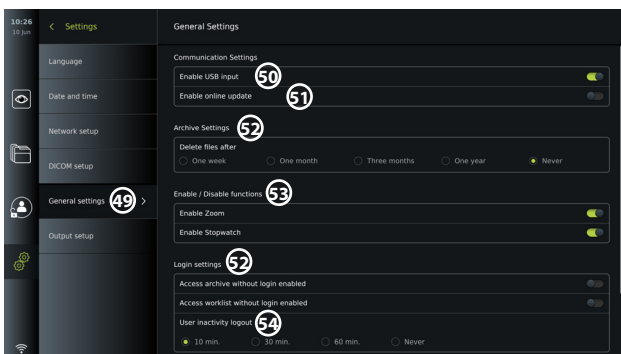 10:26
10 Jun
Settings
General Settings
Language
Date and time
Network setup
DICOM setup
General settings 49
Output setup
Communication Settings
Enable USB input 50
Enable online update 51
Archive Settings 52
Delete files after
One week One month Three months One year Never
Enable / Disable functions 53
Enable Zoom
Enable Stopwatch
Login settings 52
Access archive without login enabled
Access worklist without login enabled
User inactivity logout 54
10 min. 30 min. 60 min. Never